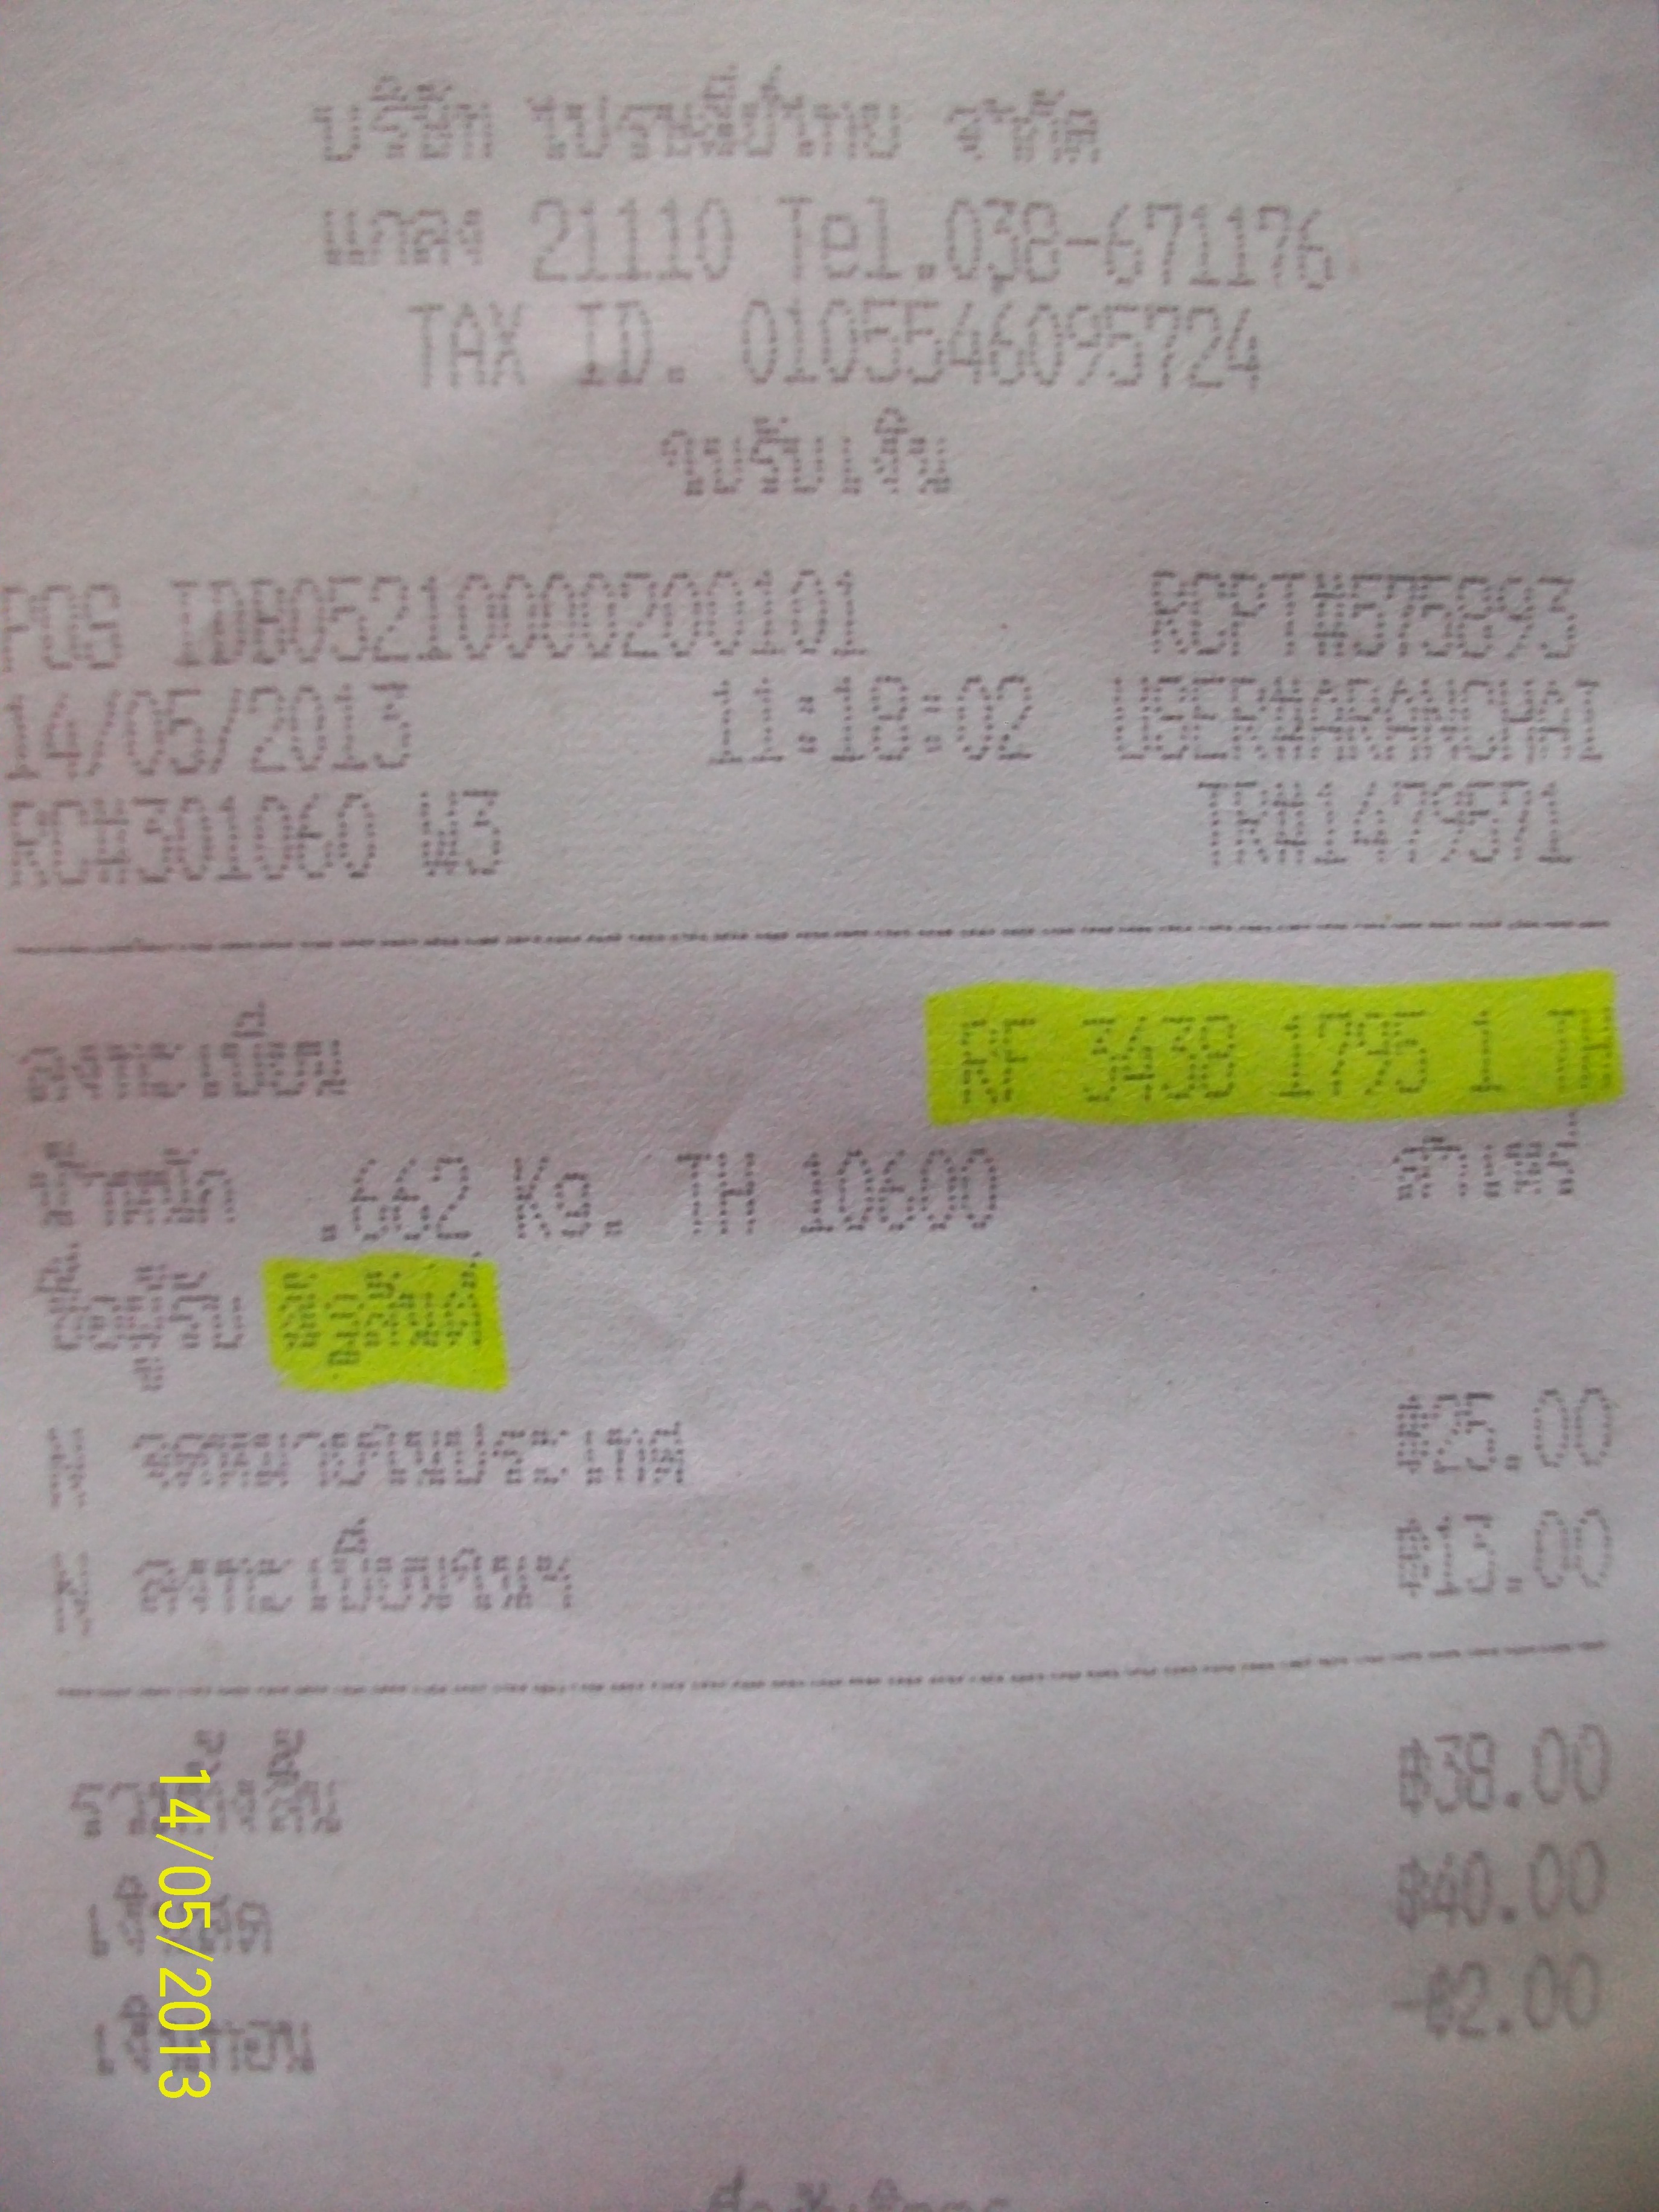 บริษัท ไปรษณีย์ไทย จำกัด
แกลง 21110 Tel.038-671176
TAX ID. 0105546095724
ใบรับเงิน
POS IDB05210000200101 RCPT#575893
14/05/2013 11:18:02 USER#ARANCHAI
RC#301060 W3 TR#1479571
ลงทะเบียน RF 3438 1795 1 TH
น้ำหนัก .662 Kg. TH 10600 สำเหร่
ชื่อผู้รับ
จดหมายในประเทศ ฿25.00
ลงทะเบียนในฯ ฿13.00
รวมทั้งสิ้น ฿38.00
เงินสด ฿40.00
เงินทอน -฿2.00
14/05/2013